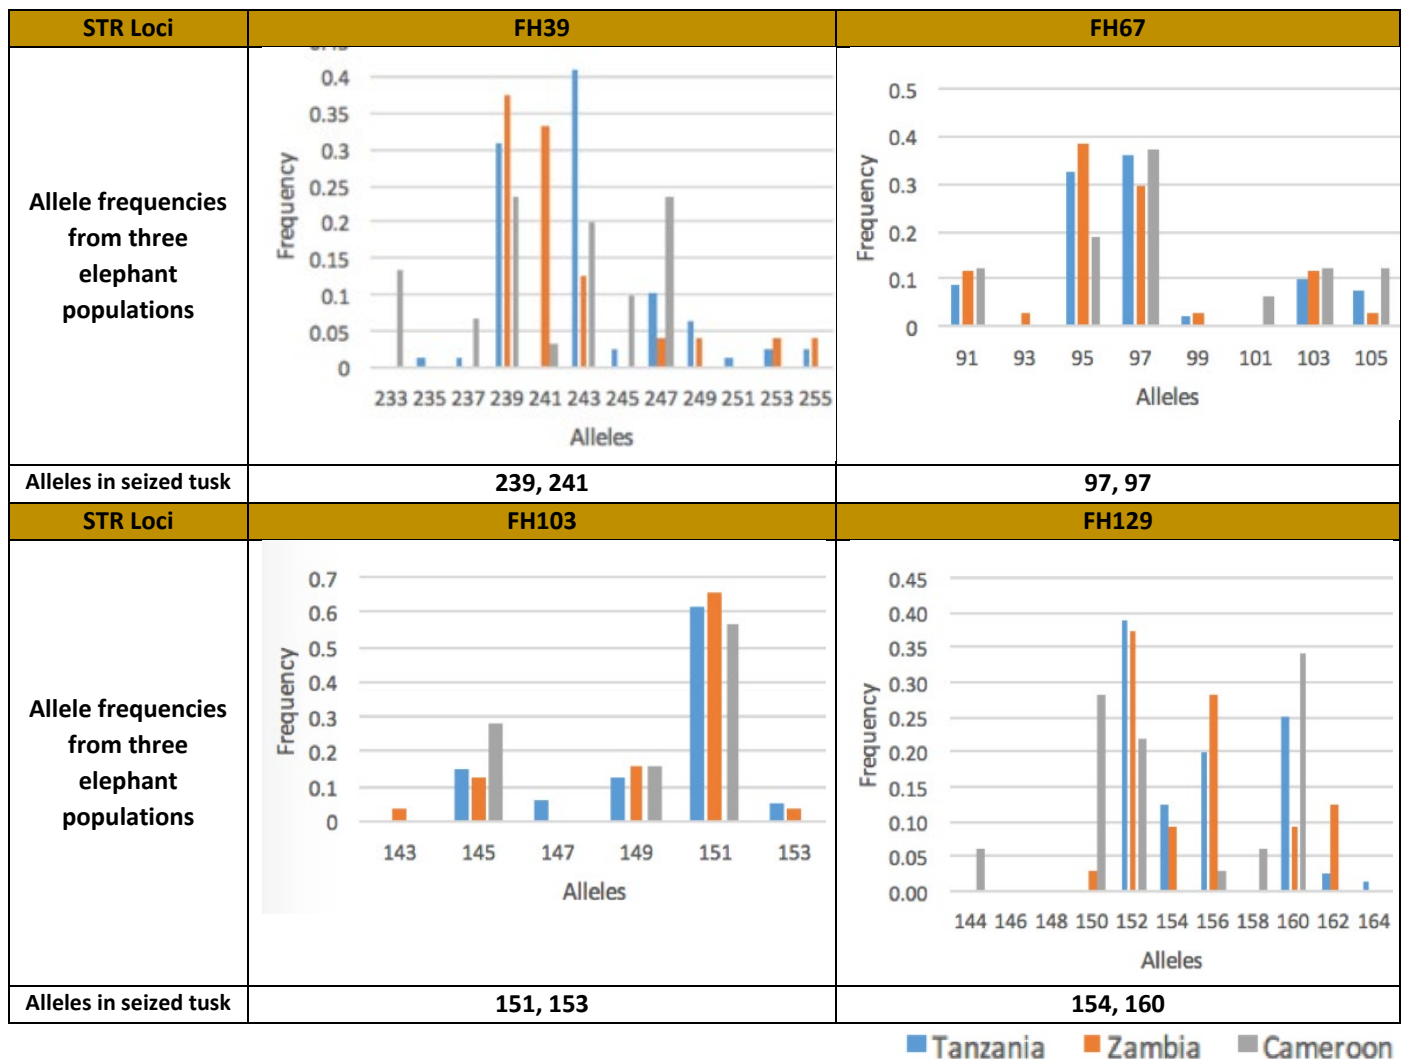 STR Loci
FH39
FH67
Allele frequencies
from three
elephant
populations
Frequency
0.4
0.35
0.3
0.25
0.2
0.15
0.1
0.05
0
233 235 237 239 241 243 245 247 249 251 253 255
Alleles
Frequency
0.5
0.4
0.3
0.2
0.1
0
91 93 95 97 99 101 103 105
Alleles
Alleles in seized tusk
239, 241
97, 97
STR Loci
FH103
FH129
Allele frequencies
from three
elephant
populations
Frequency
0.7
0.6
0.5
0.4
0.3
0.2
0.1
0
143 145 147 149 151 153
Alleles
Frequency
0.45
0.40
0.35
0.30
0.25
0.20
0.15
0.10
0.05
0.00
144 146 148 150 152 154 156 158 160 162 164
Alleles
Alleles in seized tusk
151, 153
154, 160
Tanzania Zambia Cameroon